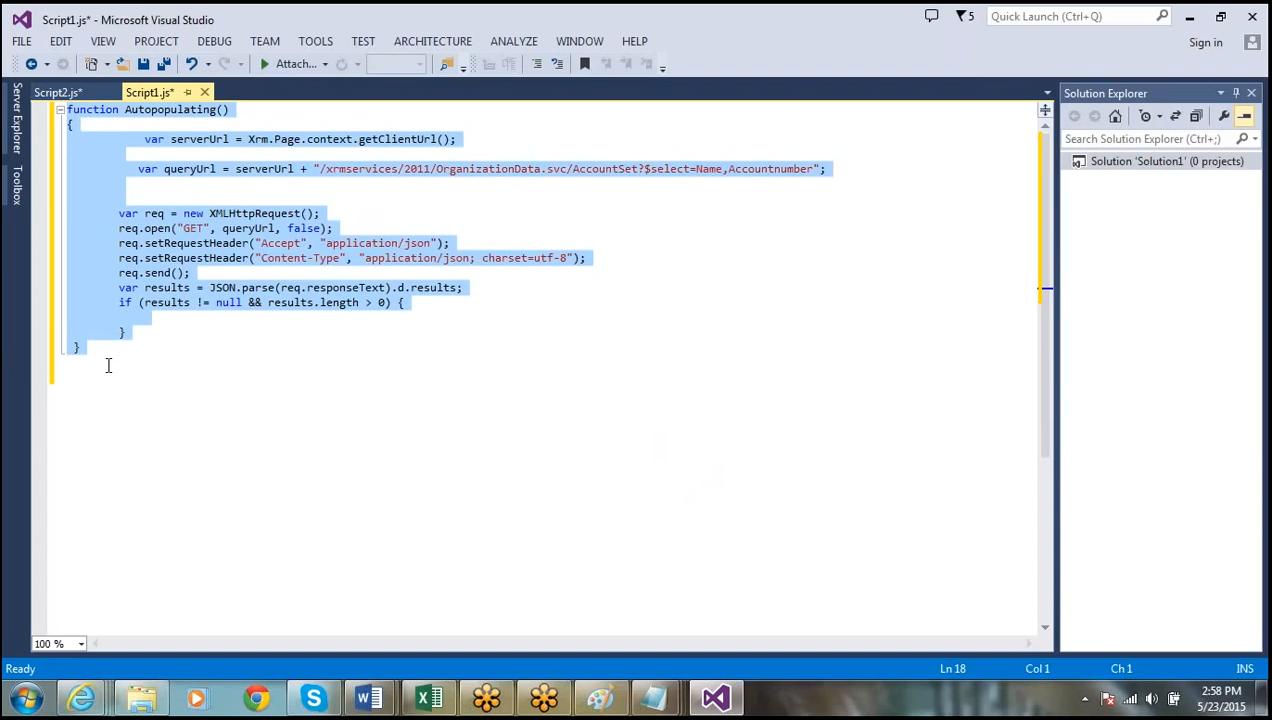 Script1.js* - Microsoft Visual Studio
5
Quick Launch (Ctrl+Q)
FILE EDIT VIEW PROJECT DEBUG TEAM TOOLS TEST ARCHITECTURE ANALYZE WINDOW HELP
Sign in
Attach...
Server Explorer
Toolbox
Script2.js*
Script1.js*
function Autopopulating()
{
var serverUrl = Xrm.Page.context.getClientUrl();
var queryUrl = serverUrl + "/xrmservices/2011/OrganizationData.svc/AccountSet?$select=Name,Accountnumber";
var req = new XMLHttpRequest();
req.open("GET", queryUrl, false);
req.setRequestHeader("Accept", "application/json");
req.setRequestHeader("Content-Type", "application/json; charset=utf-8");
req.send();
var results = JSON.parse(req.responseText).d.results;
if (results != null && results.length > 0) {
}
}
100 %
Solution Explorer
Search Solution Explorer (Ctrl+;)
Solution 'Solution1' (0 projects)
Ready
Ln 18
Col 1
Ch 1
INS
2:58 PM
5/23/2015